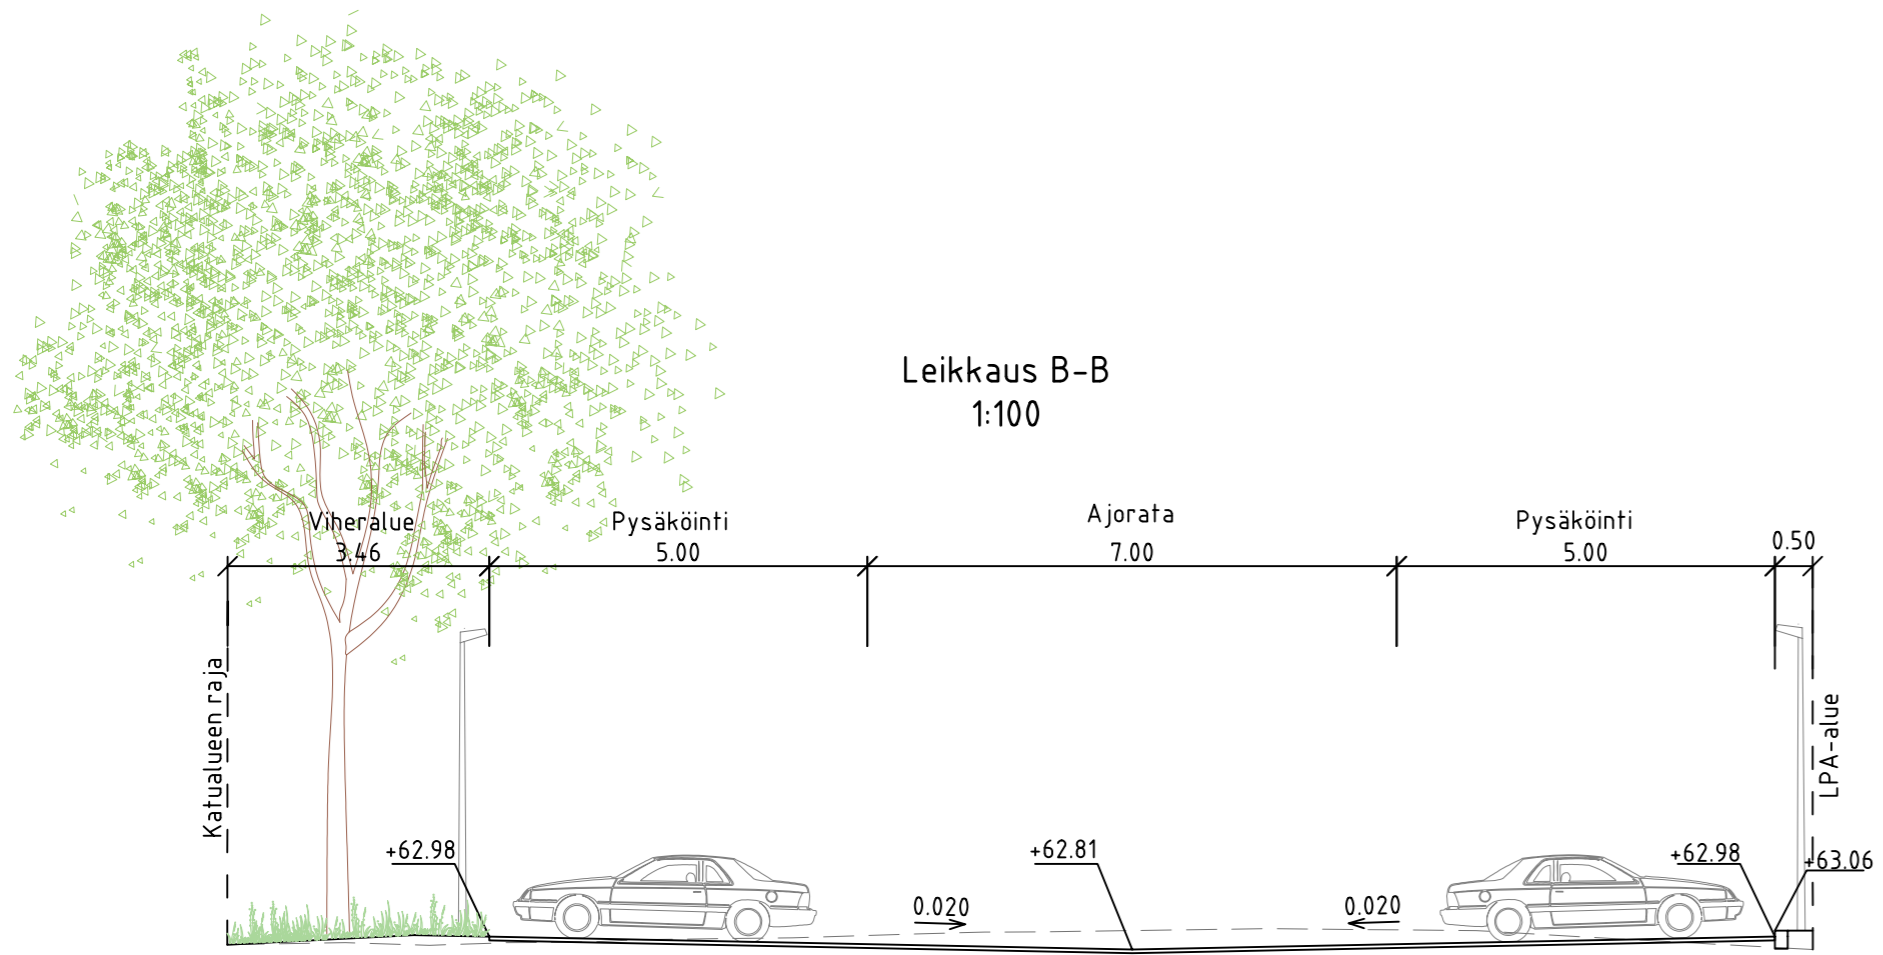 Leikkaus B-B
1:100
Viheralue
3.46
Pysäköinti
5.00
Ajorata
7.00
Pysäköinti
5.00
0.50
Katualueen raja
LPA-alue
+62.98
+62.81
+62.98
+63.06
0.020
0.020